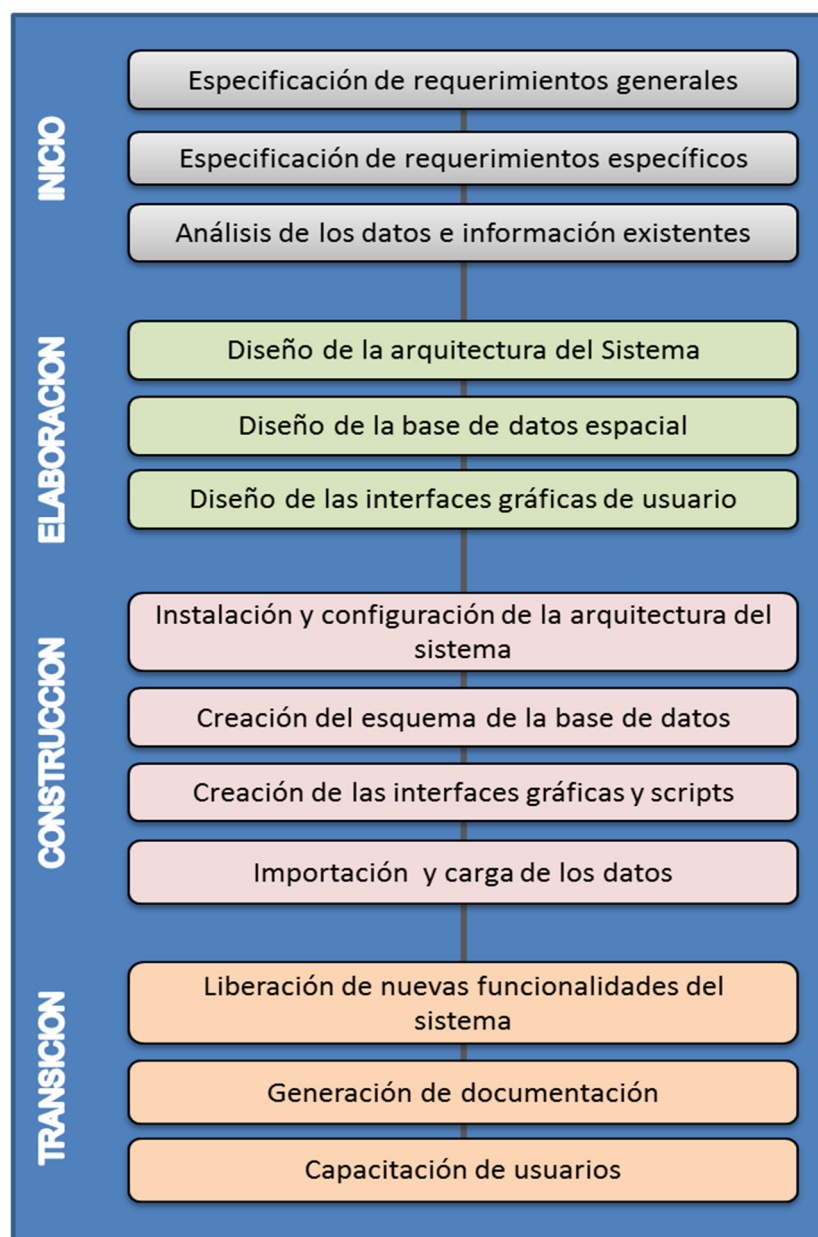 INICIO
Especificación de requerimientos generales
Especificación de requerimientos específicos
Análisis de los datos e información existentes
ELABORACION
Diseño de la arquitectura del Sistema
Diseño de la base de datos espacial
Diseño de las interfaces gráficas de usuario
CONSTRUCCION
Instalación y configuración de la arquitectura del
sistema
Creación del esquema de la base de datos
Creación de las interfaces gráficas y scripts
Importación y carga de los datos
TRANSICION
Liberación de nuevas funcionalidades del
sistema
Generación de documentación
Capacitación de usuarios